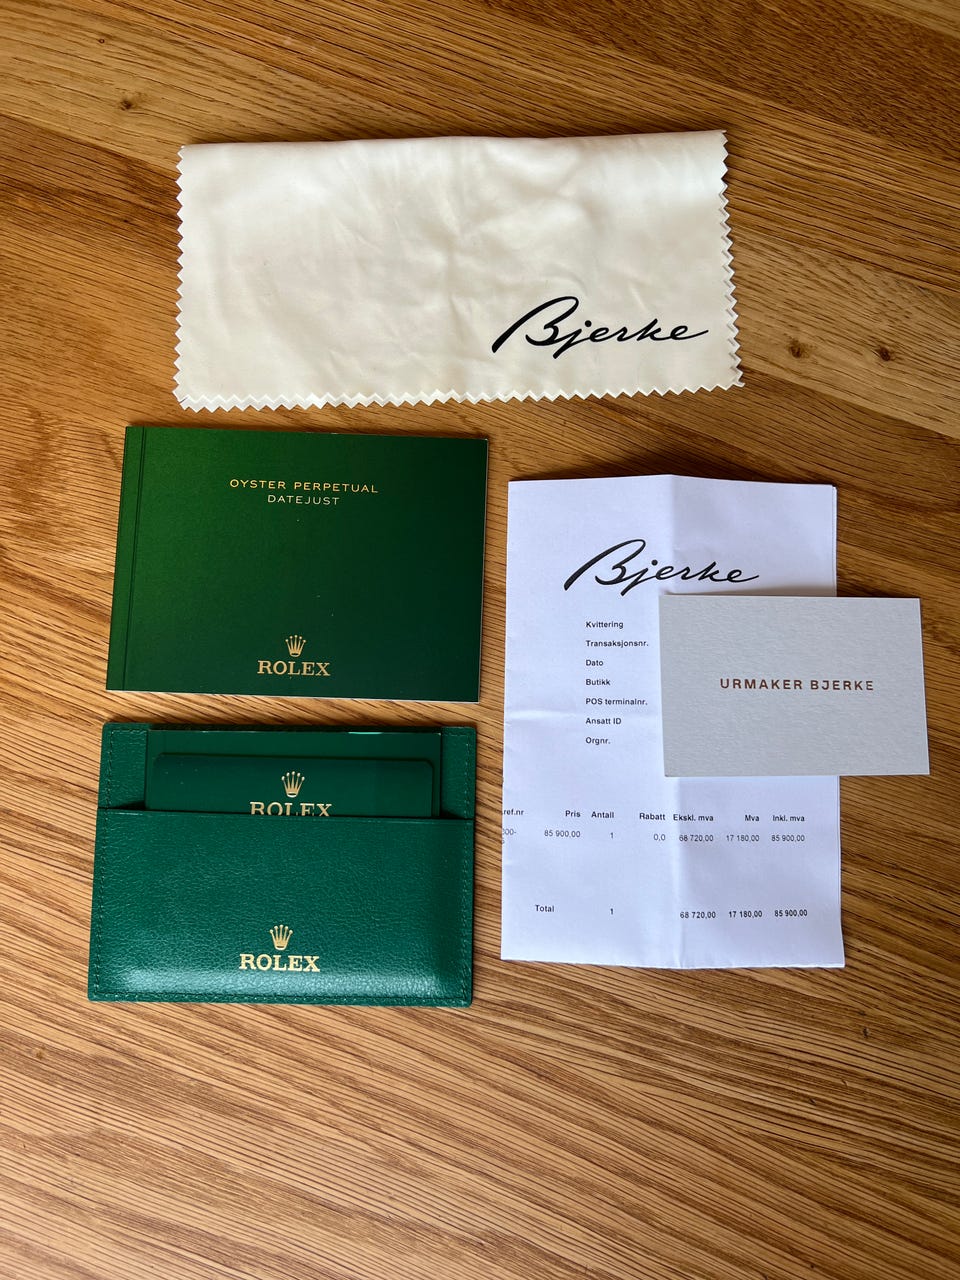 Bjerke
OYSTER PERPETUAL
DATEJUST
ROLEX
ROLEX
ROLEX
Bjerke
Kvittering
Transaksjonsnr.
Dato
Butikk
POS terminalnr.
Ansatt ID
Orgnr.
URMAKER BJERKE
ref.nr Pris Antall Rabatt Ekskl. mva Mva Inkl. mva
85 900,00 1 0,0 68 720,00 17 180,00 85 900,00
Total 1 68 720,00 17 180,00 85 900,00